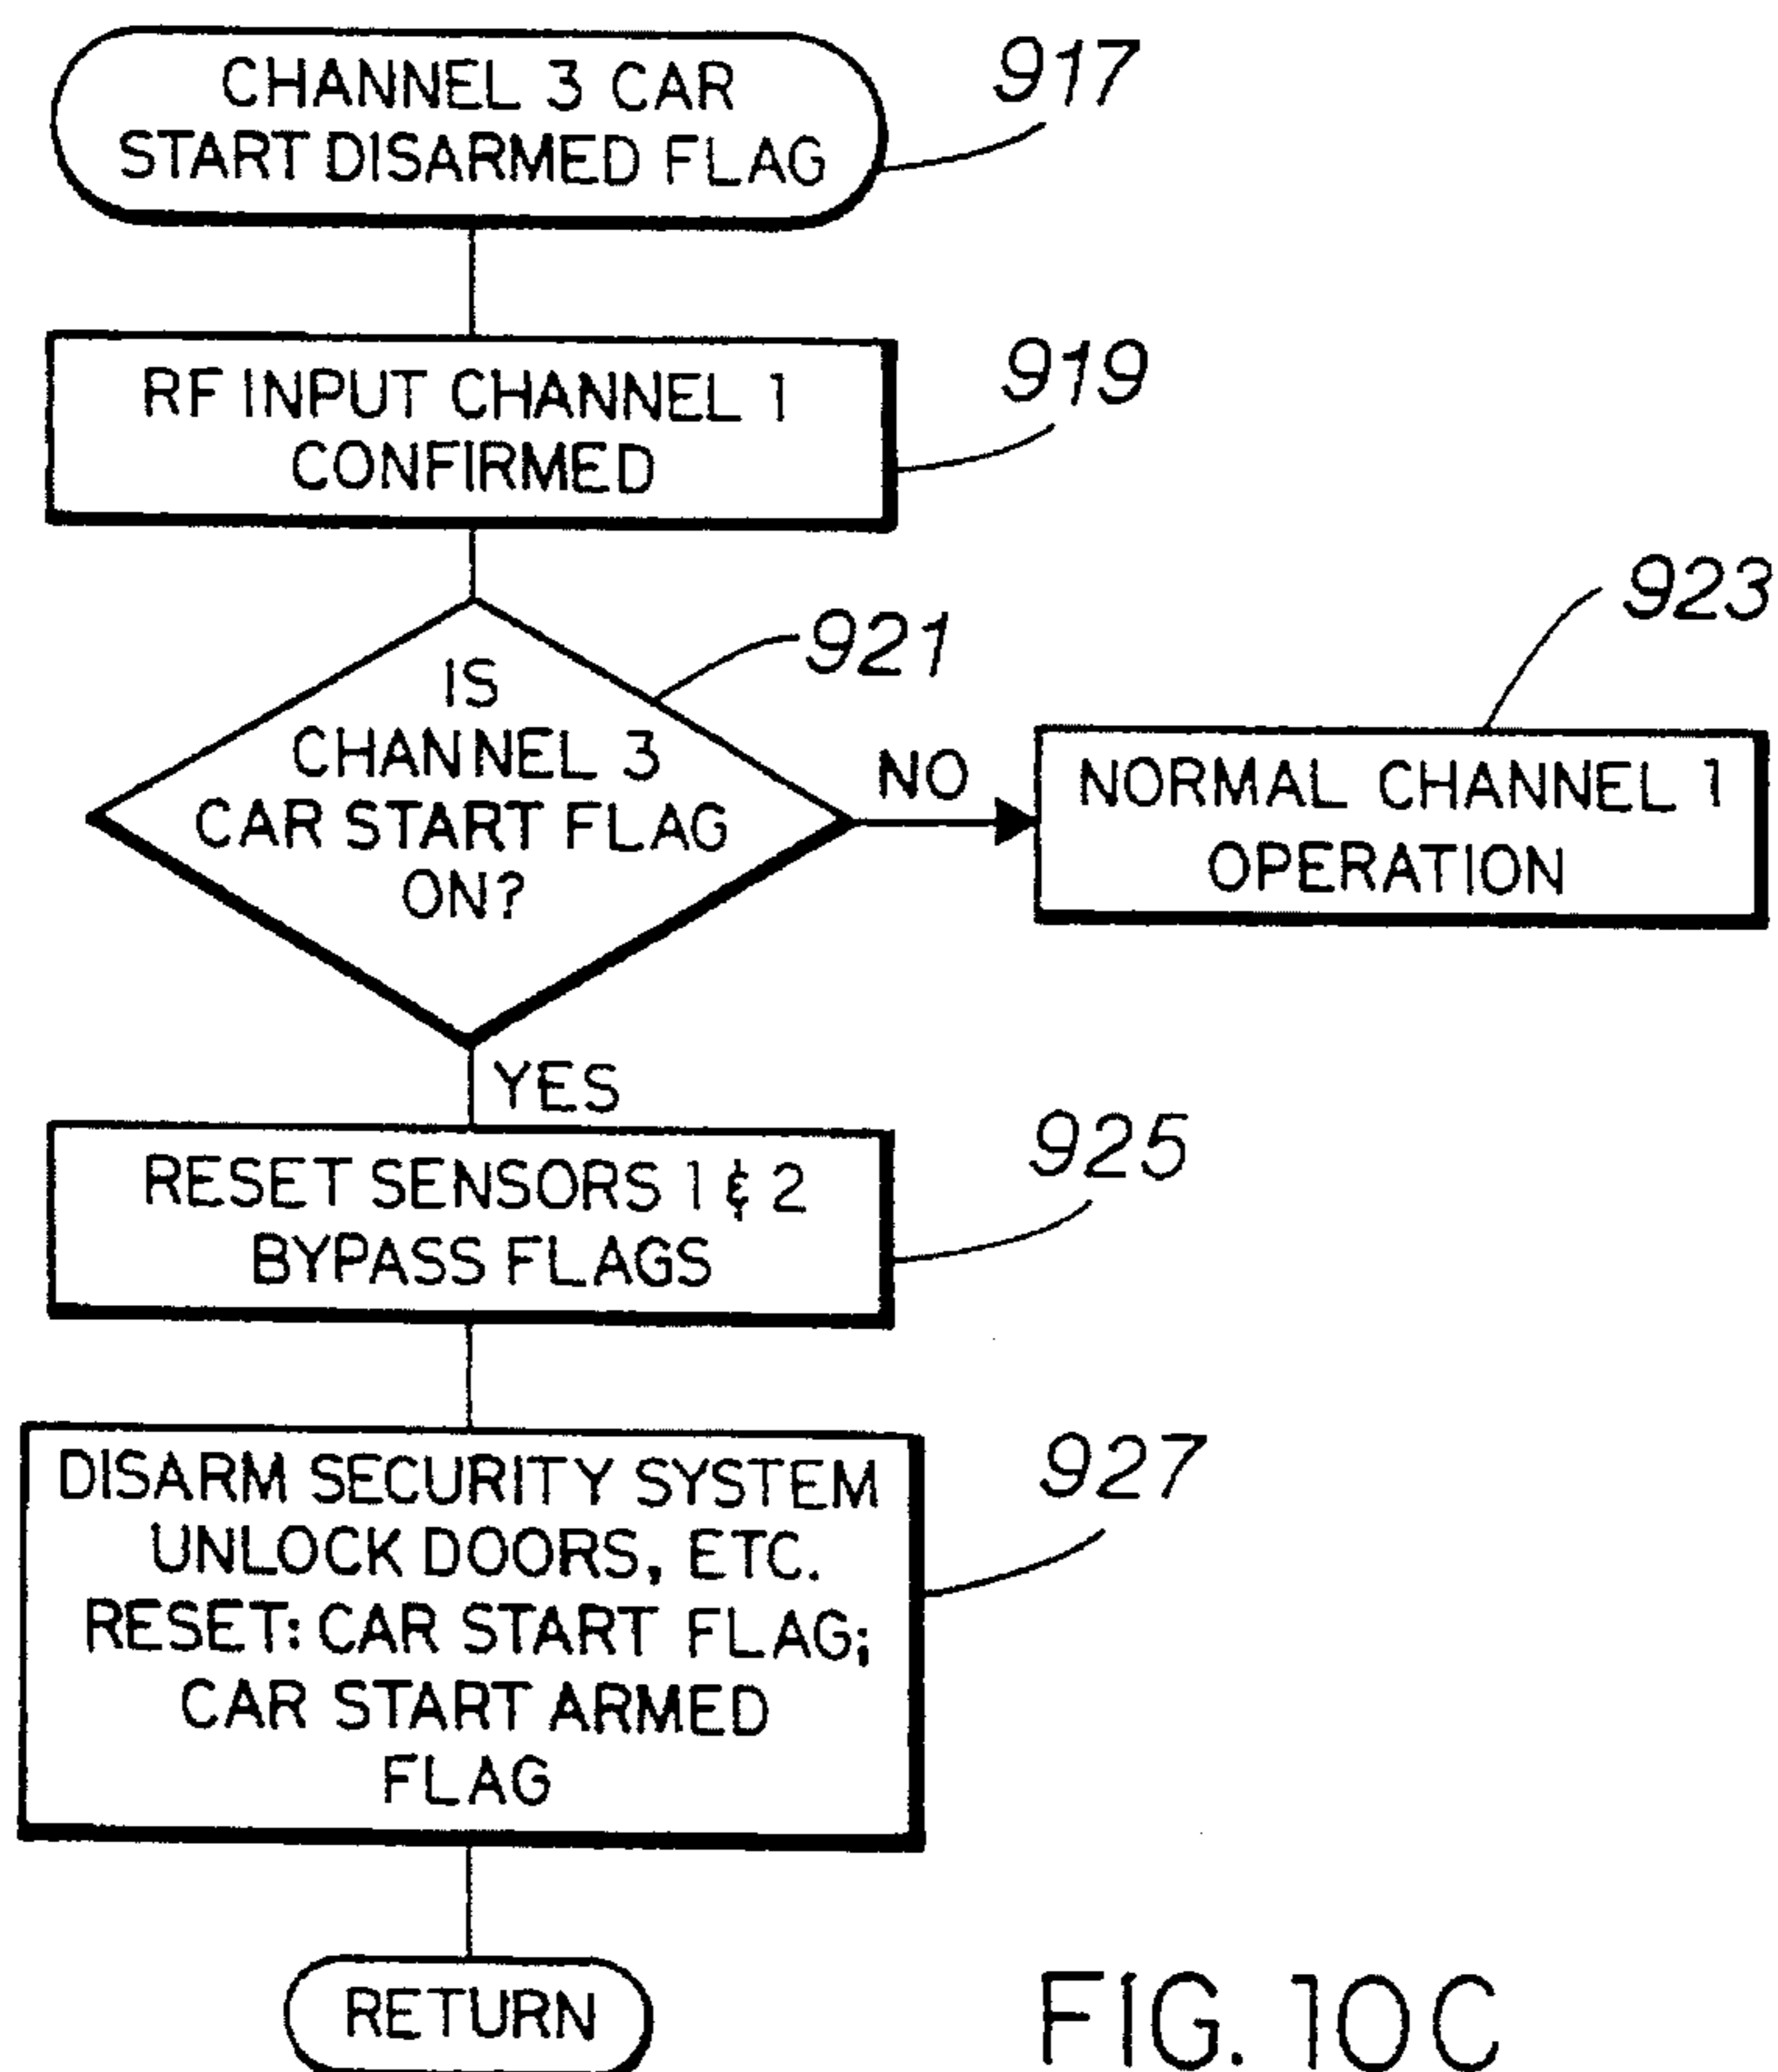 CHANNEL 3 CAR
START DISARMED FLAG
917
RF INPUT CHANNEL 1
CONFIRMED
919
IS
CHANNEL 3
CAR START FLAG
ON?
921
NO
NORMAL CHANNEL 1
OPERATION
923
YES
RESET SENSORS 1 & 2
BYPASS FLAGS
925
DISARM SECURITY SYSTEM
UNLOCK DOORS, ETC.
RESET: CAR START FLAG;
CAR START ARMED
FLAG
927
RETURN
FIG. 10C